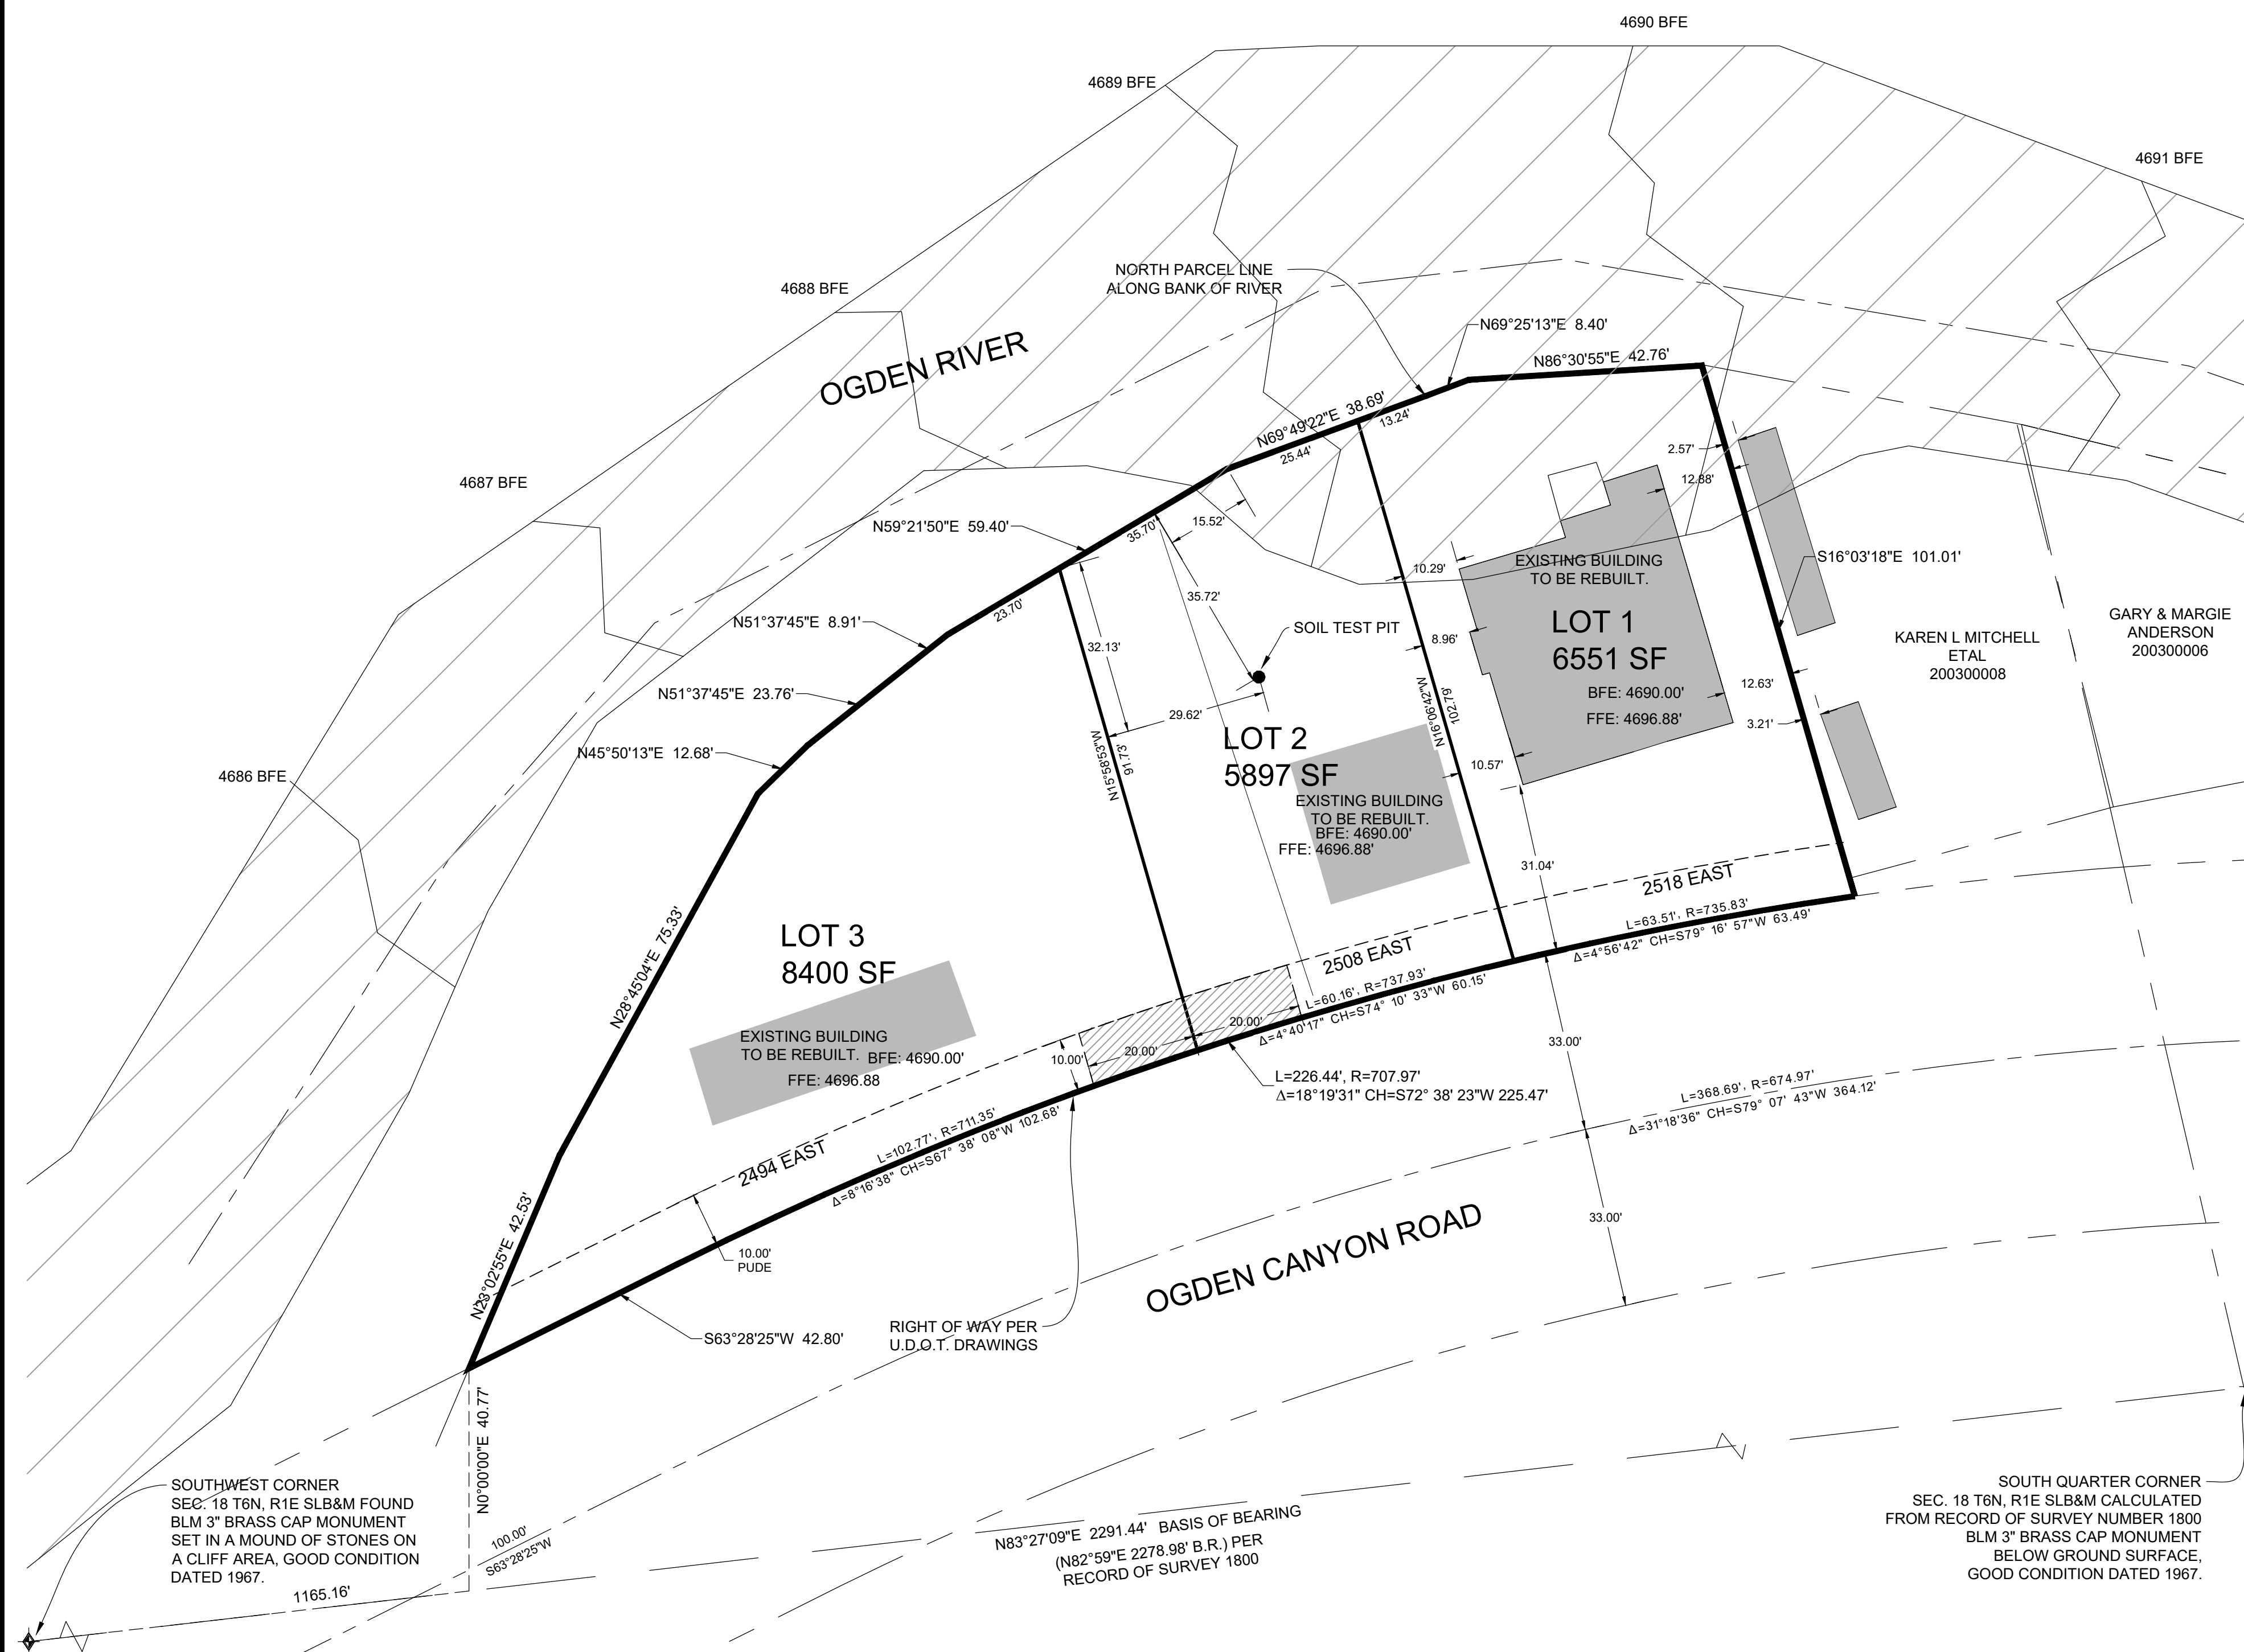 4690 BFE
4689 BFE
4691 BFE
4688 BFE
NORTH PARCEL LINE
ALONG BANK OF RIVER
N69°25'13"E 8.40'
OGDEN RIVER
N86°30'55"E 42.76'
N69°49'22"E 38.69'
13.24'
25.44'
2.57'
12.88'
4687 BFE
N59°21'50"E 59.40'
35.70'
15.52'
S16°03'18"E 101.01'
EXISTING BUILDING
TO BE REBUILT.
10.29'
35.72'
23.70'
N51°37'45"E 8.91'
SOIL TEST PIT
LOT 1
6551 SF
BFE: 4690.00'
FFE: 4696.88'
8.96'
32.13'
KAREN L MITCHELL
ETAL
200300008
GARY & MARGIE
ANDERSON
200300006
N51°37'45"E 23.76'
12.63'
3.21'
29.62'
N16°06'42"W
102.79'
N45°50'13"E 12.68'
N15°58'53"W
91.73'
LOT 2
5897 SF
10.57'
4686 BFE
EXISTING BUILDING
TO BE REBUILT.
BFE: 4690.00'
FFE: 4696.88'
31.04'
2518 EAST
L=63.51', R=735.83'
Δ=4°56'42" CH=S79° 16' 57"W 63.49'
N28°45'04"E 75.33'
LOT 3
8400 SF
2508 EAST
L=60.16', R=737.93'
Δ=4°40'17" CH=S74° 10' 33"W 60.15'
EXISTING BUILDING
TO BE REBUILT.
BFE: 4690.00'
FFE: 4696.88
20.00'
20.00'
10.00'
33.00'
L=226.44', R=707.97'
Δ=18°19'31" CH=S72° 38' 23"W 225.47'
L=368.69', R=674.97'
Δ=31°18'36" CH=S79° 07' 43"W 364.12'
2494 EAST
L=102.77', R=711.35'
Δ=8°16'38" CH=S67° 38' 08"W 102.68'
N23°02'55"E 42.53'
10.00'
PUDE
33.00'
OGDEN CANYON ROAD
S63°28'25"W 42.80'
RIGHT OF WAY PER
U.D.O.T. DRAWINGS
N0°00'00"E 40.77'
SOUTHWEST CORNER
SEC. 18 T6N, R1E SLB&M FOUND
BLM 3" BRASS CAP MONUMENT
SET IN A MOUND OF STONES ON
A CLIFF AREA, GOOD CONDITION
DATED 1967.
100.00'
S63°28'25"W
N83°27'09"E 2291.44' BASIS OF BEARING
(N82°59"E 2278.98' B.R.) PER
RECORD OF SURVEY 1800
1165.16'
SOUTH QUARTER CORNER
SEC. 18 T6N, R1E SLB&M CALCULATED
FROM RECORD OF SURVEY NUMBER 1800
BLM 3" BRASS CAP MONUMENT
BELOW GROUND SURFACE,
GOOD CONDITION DATED 1967.